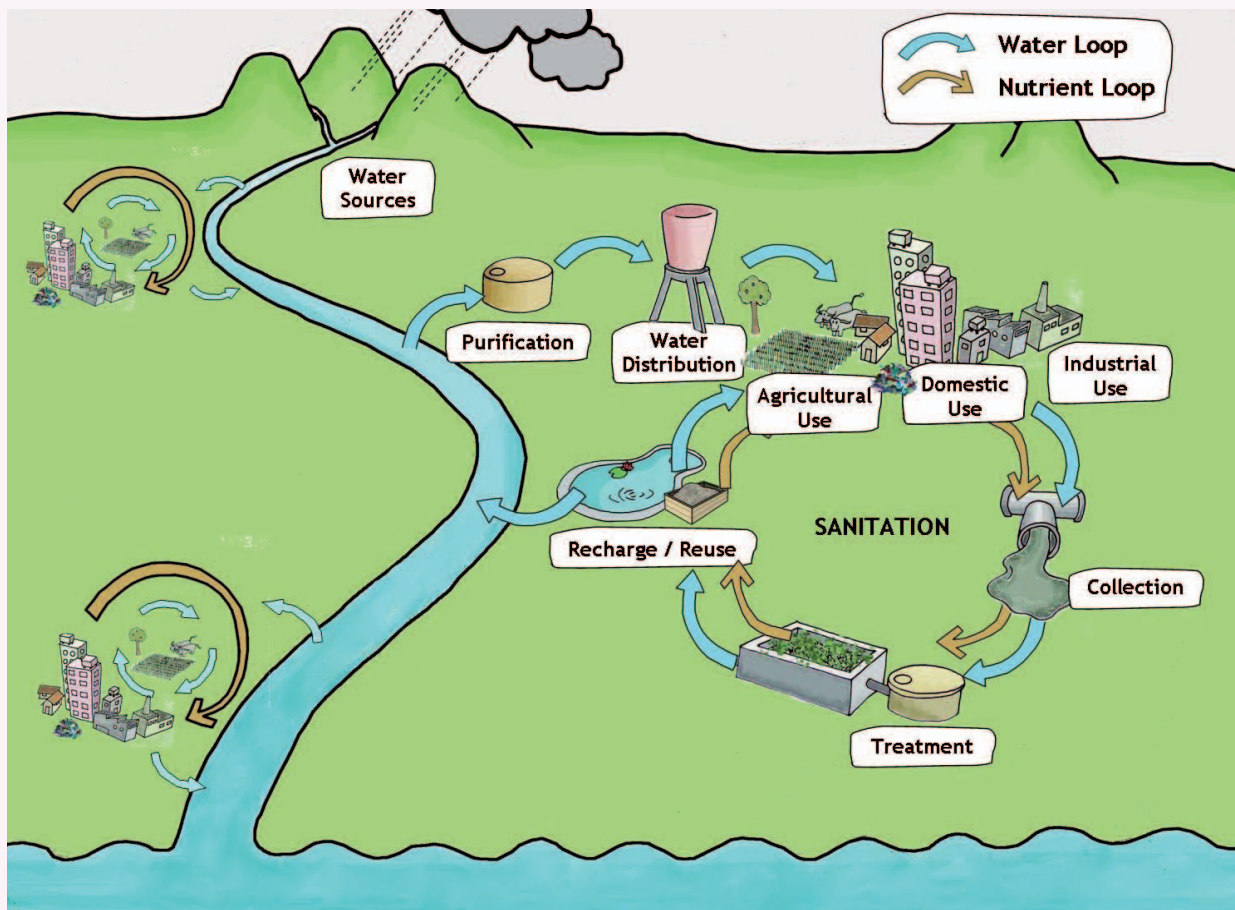 Water Loop
Nutrient Loop
Water
Sources
Purification
Water
Distribution
Agricultural
Use
Domestic
Use
Industrial
Use
Recharge / Reuse
SANITATION
Collection
Treatment